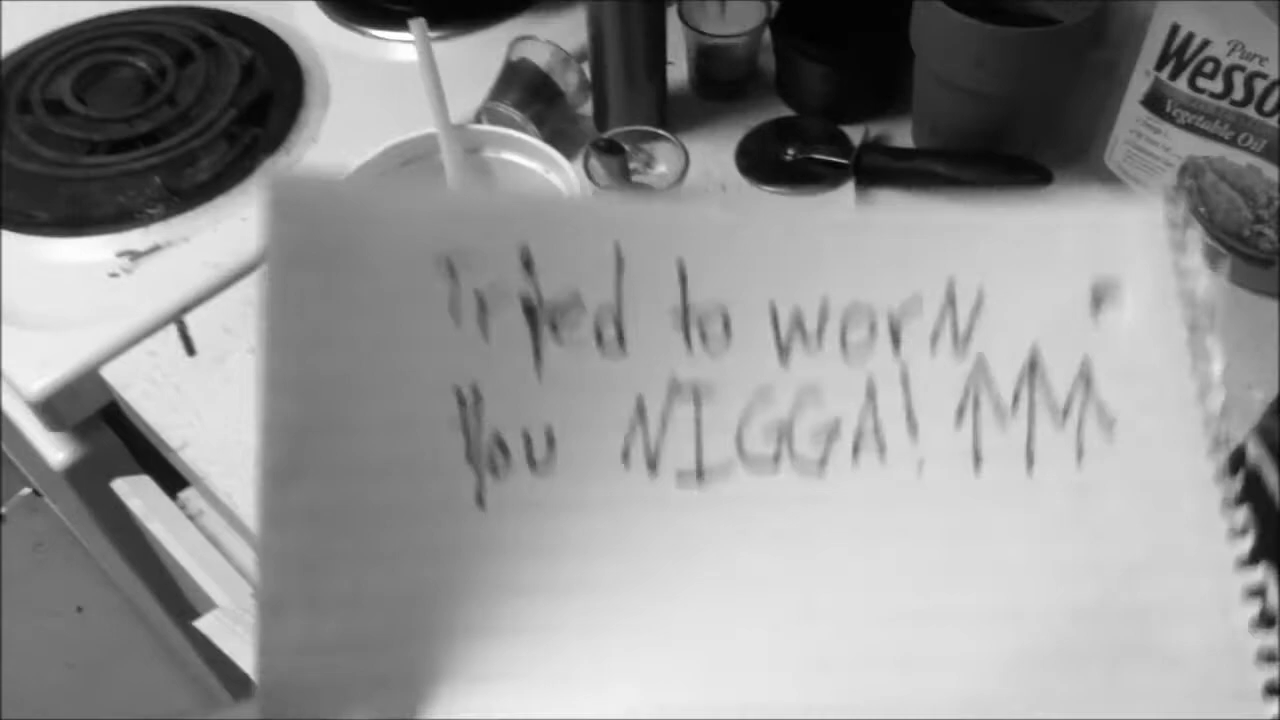 Pure
Wesso
Vegetable Oil
I tried to worN
You NIGGA! ↑↑↑